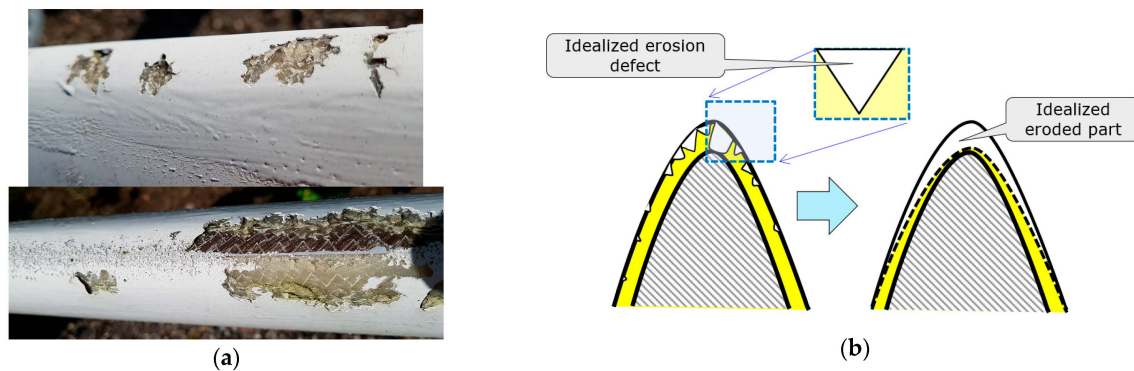 Idealized erosion
defect
Idealized
eroded part
(a)
(b)